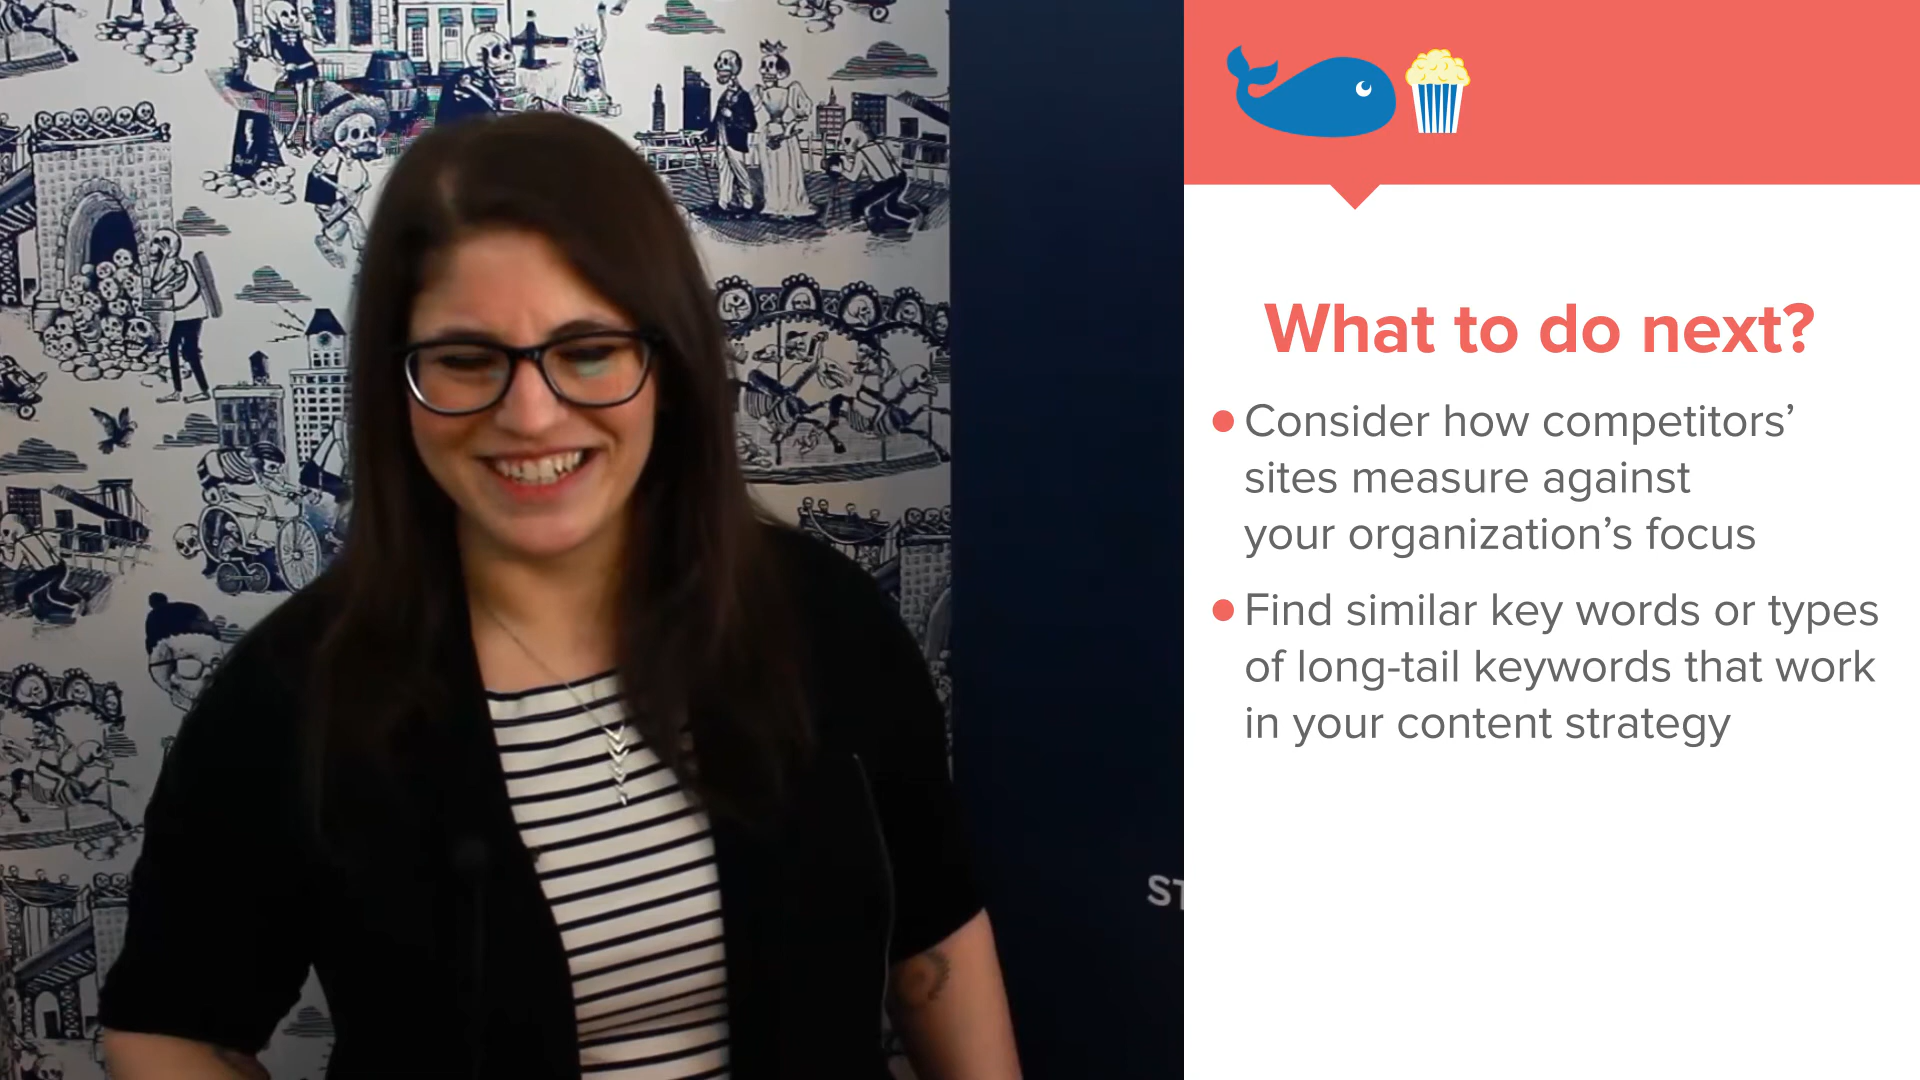 What to do next?
Consider how competitors’
sites measure against
your organization’s focus
Find similar key words or types
of long-tail keywords that work
in your content strategy
ST